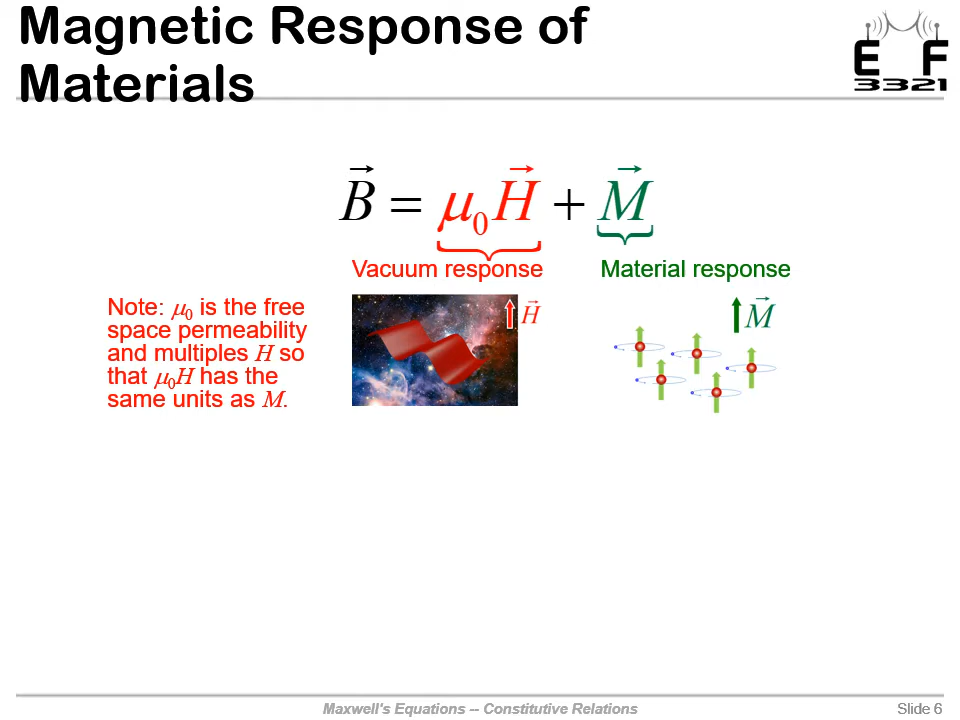 Magnetic Response of
Materials
E F
3321
B⃗ = μ₀H⃗ + M⃗
Vacuum response
Material response
Note: μ₀ is the free
space permeability
and multiples H so
that μ₀H has the
same units as M.
H⃗
M⃗
Maxwell's Equations -- Constitutive Relations
Slide 6